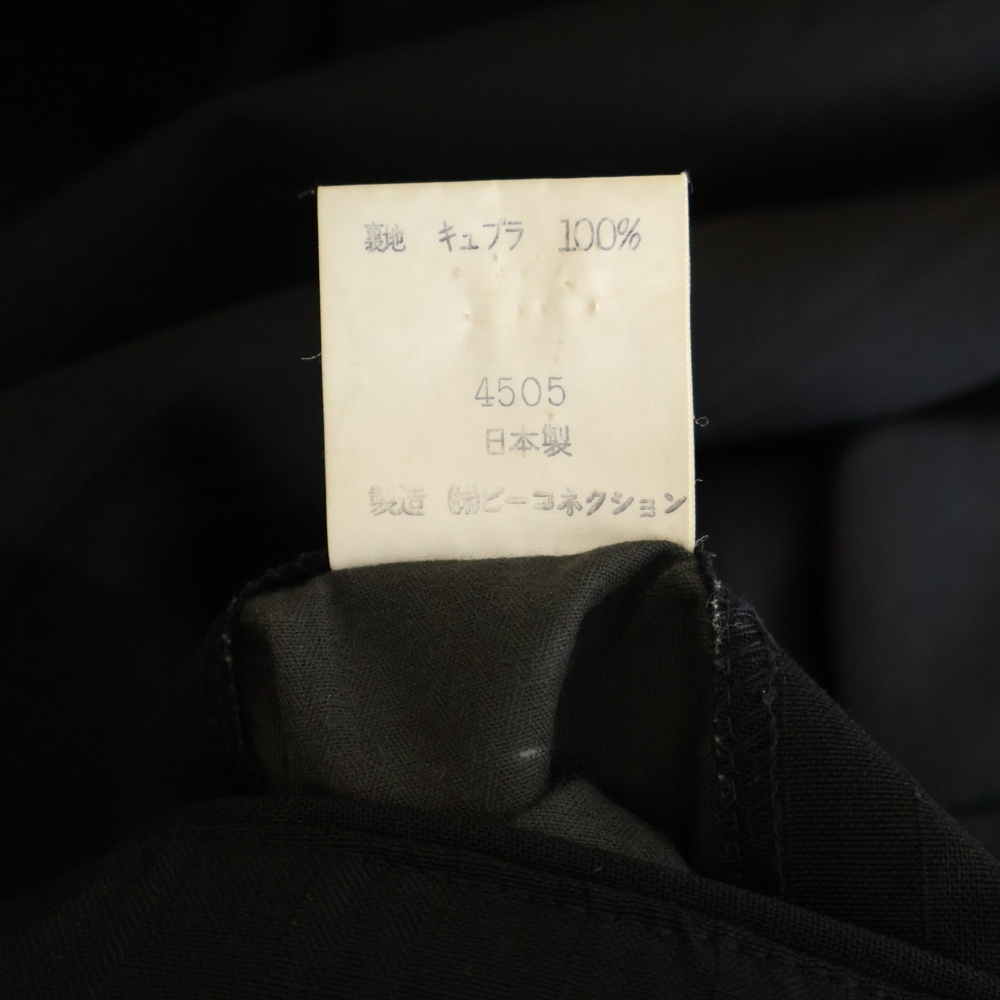 裏地 キュプラ 100%
4505
日本製
製造 ㈱ビーコネクション